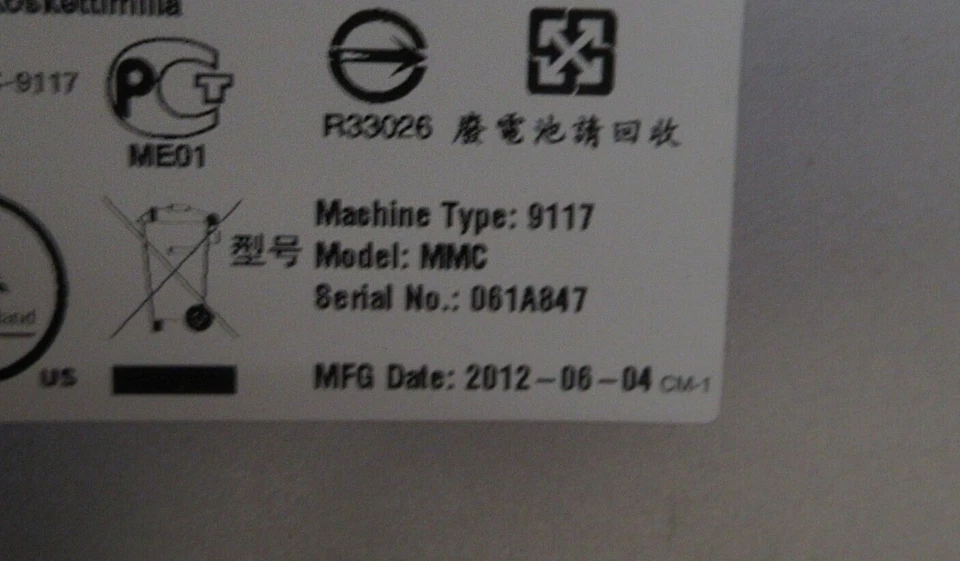 -9117
PCT
ME01
R33026
廢電池請回收
型号
Machine Type: 9117
Model: MMC
Serial No.: 061A847
US
MFG Date: 2012-06-04 CM-1